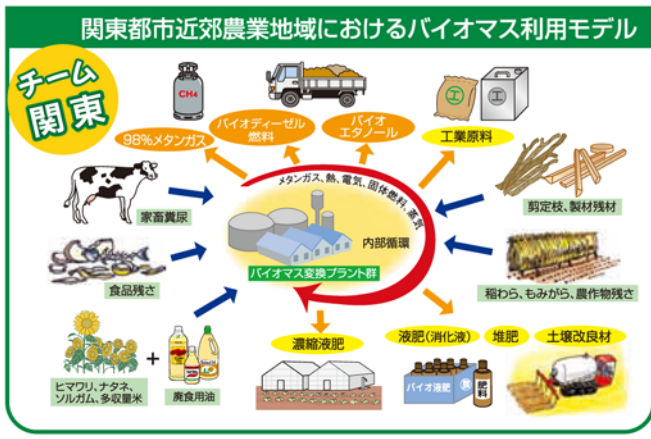 関東都市近郊農業地域におけるバイオマス利用モデル
チーム
関東
CH4
98%メタンガス
バイオディーゼル
燃料
バイオ
エタノール
工
工
工業原料
メタンガス、熱、電気、固体燃料、蒸気
家畜糞尿
剪定枝、製材残材
内部循環
バイオマス変換プラント群
食品残さ
稲わら、もみがら、農作物残さ
濃縮液肥
液肥(消化液)
堆肥
土壌改良材
ヒマワリ、ナタネ、
ソルガム、多収量米
+
廃食用油
バイオ液肥
肥料